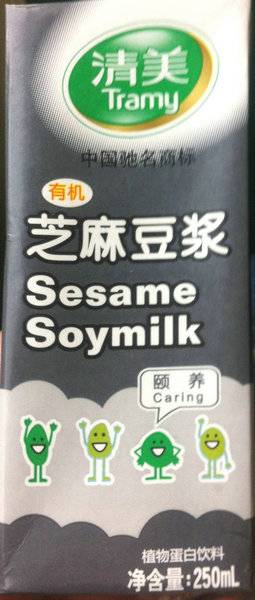 清美
Tramy
中国驰名商标
有机
芝麻豆浆
Sesame
Soymilk
颐养
Caring
植物蛋白饮料
净含量:250mL